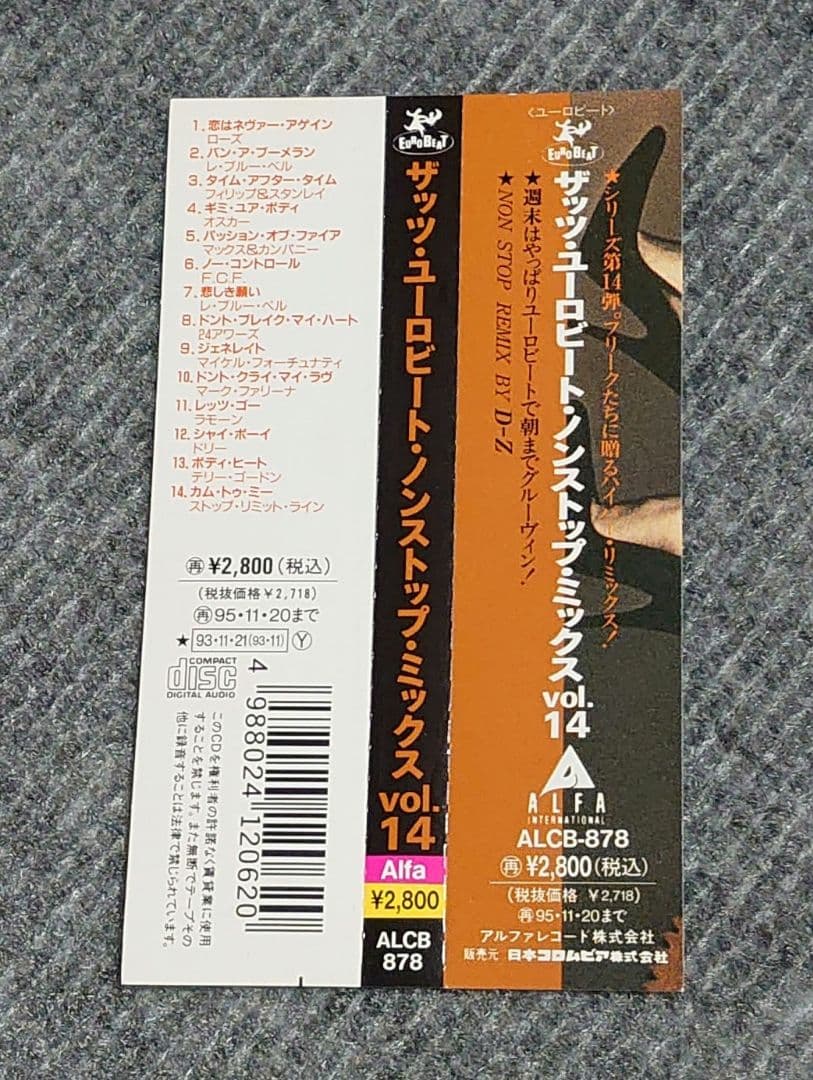 1.恋はネヴァー・アゲイン
ローズ
2.バン・ア・ブーメラン
レ・ブルー・ベル
3.タイム・アフター・タイム
フィリップ&スタンレイ
4.ギミ・ユア・ボディ
オスカー
5.パッション・オブ・ファイア
マックス&カンパニー
6.ノー・コントロール
F.C.F.
7.悲しき願い
レ・ブルー・ベル
8.ドント・ブレイク・マイ・ハート
24アワーズ
9.ジェネレイト
マイケル・フォーチュナティ
10.ドント・クライ・マイ・ラヴ
マーク・ファリーナ
11.レッツ・ゴー
ラモーン
12.シャイ・ボーイ
ドリー
13.ボディ・ヒート
テリー・ゴードン
14.カム・トゥ・ミー
ストップ・リミット・ライン
再¥2,800(税込)
(税抜価格¥2,718)
再95・11・20まで
★93・11・21(93・11)Y
COMPACT
disc
DIGITAL AUDIO
4 988024 120620
このCDを権利者の許諾なく賃貸業に使用
することを禁じます。また無断でテープその
他に録音することは法律で禁じられています。
EUROBEAT
ザッツ・ユーロビート・ノンストップ・ミックス
vol.
14
Alfa
¥2,800
ALCB
878
〈ユーロビート〉
EUROBEAT
★シリーズ第14弾。フリークたちに贈るハイ・リミックス!
ザッツ・ユーロビート・ノンストップ・ミックス
vol.
14
★週末はやっぱりユーロビートで朝までグルーヴィン!
★NON STOP REMIX BY D-Z
ALFA
INTERNATIONAL
ALCB-878
再¥2,800(税込)
(税抜価格 ¥2,718)
再95・11・20まで
アルファレコード株式会社
販売元 日本コロムビア株式会社